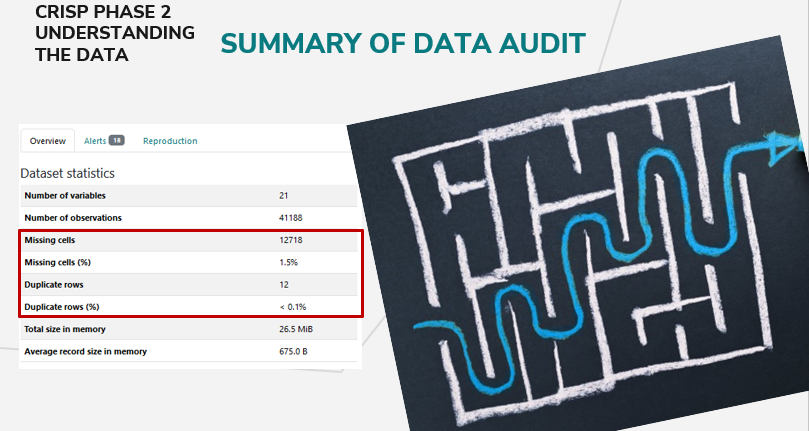 CRISP PHASE 2
UNDERSTANDING
THE DATA
SUMMARY OF DATA AUDIT
Overview Alerts 18 Reproduction
Dataset statistics
Number of variables 21
Number of observations 41188
Missing cells 12718
Missing cells (%) 1.5%
Duplicate rows 12
Duplicate rows (%) < 0.1%
Total size in memory 26.5 MiB
Average record size in memory 675.0 B